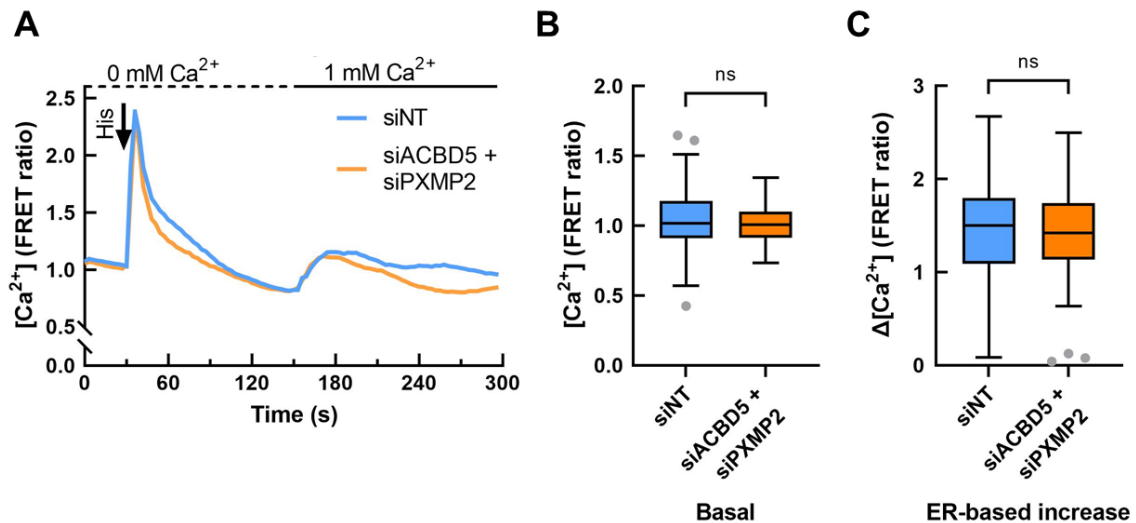 A
0 mM Ca²⁺
1 mM Ca²⁺
His
siNT
siACBD5 +
siPXMP2
[Ca²⁺] (FRET ratio)
2.5
2.0
1.5
1.0
0.5
0.0
0
60
120
180
240
300
Time (s)
B
ns
[Ca²⁺] (FRET ratio)
2.0
1.5
1.0
0.5
0.0
siNT
siACBD5 +
siPXMP2
Basal
C
ns
Δ[Ca²⁺] (FRET ratio)
3
2
1
0
siNT
siACBD5 +
siPXMP2
ER-based increase